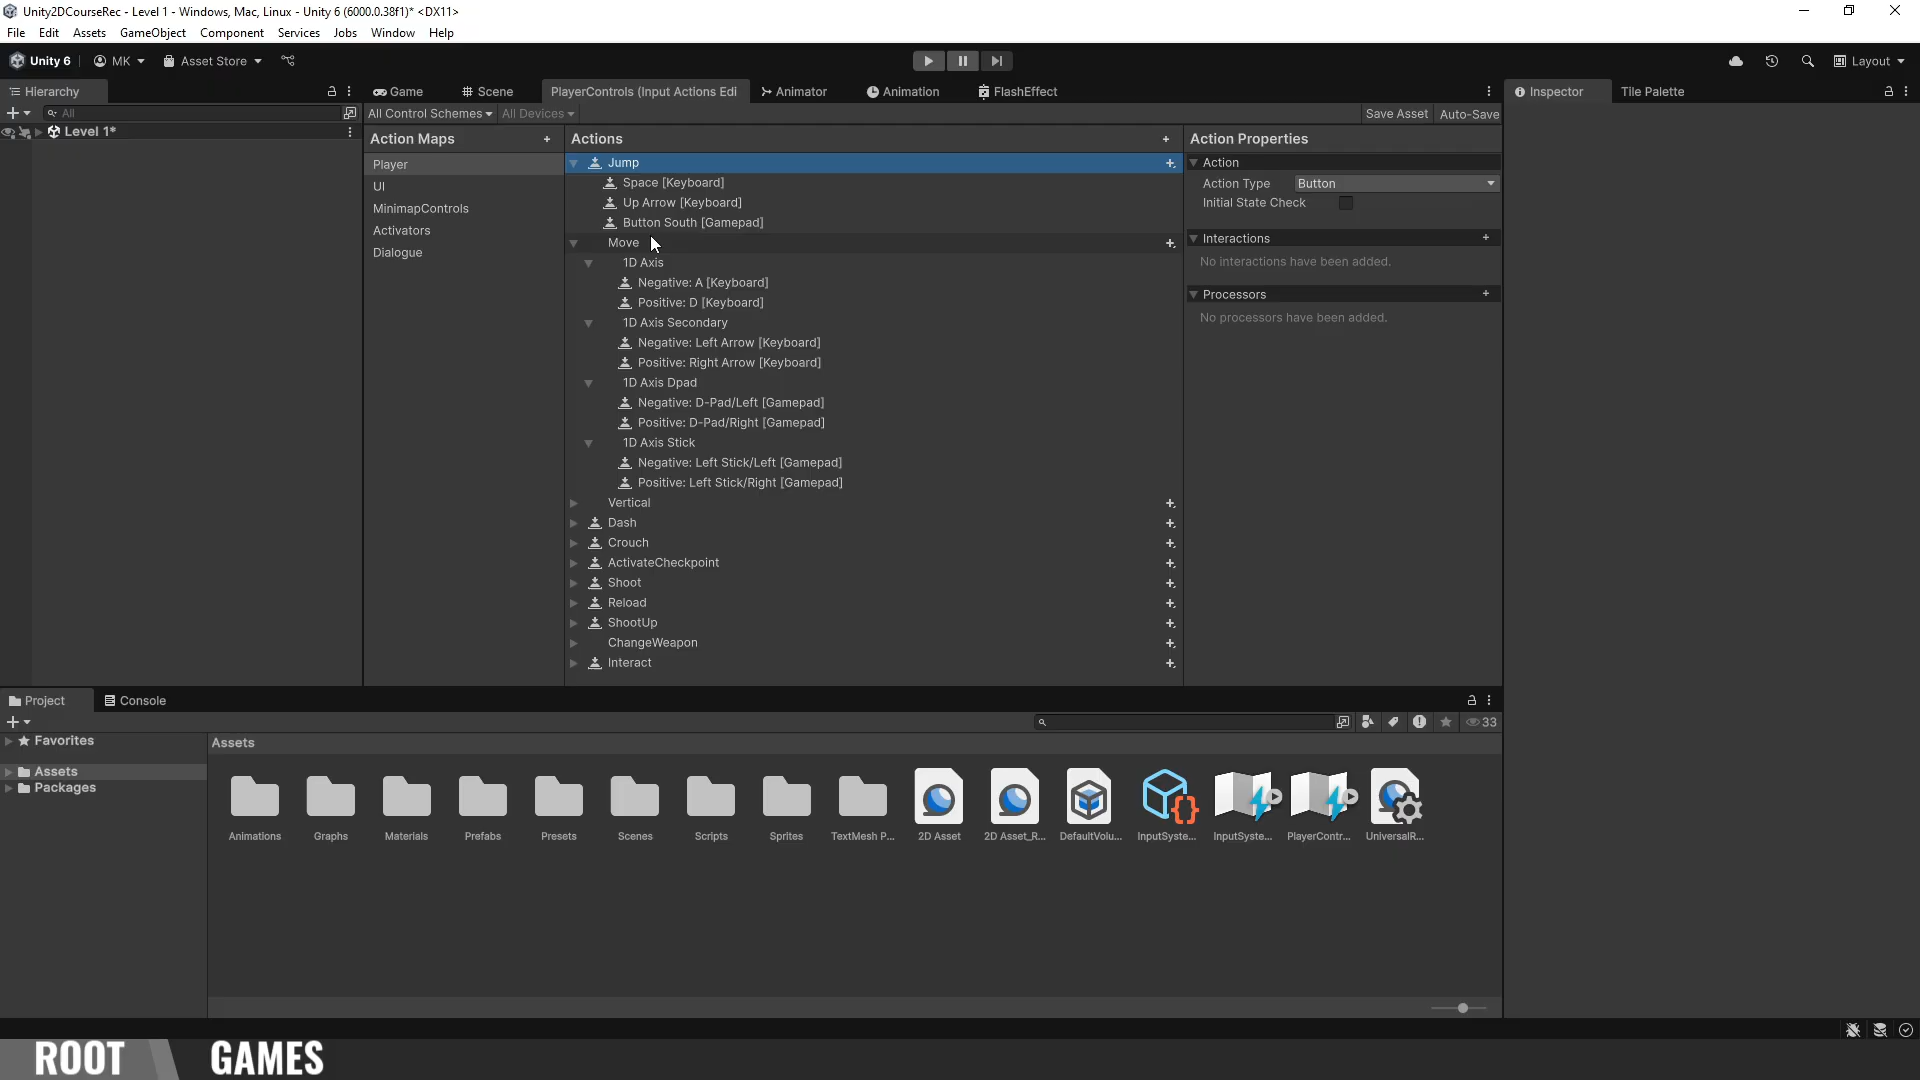 Unity2DCourseRec - Level 1 - Windows, Mac, Linux - Unity 6 (6000.0.38f1)* <DX11>
File Edit Assets GameObject Component Services Jobs Window Help
Unity 6 MK Asset Store Layout
Hierarchy Game Scene PlayerControls (Input Actions Edi Animator Animation FlashEffect Inspector Tile Palette
All All Control Schemes All Devices Save Asset Auto-Save
Level 1* Action Maps Actions Action Properties
Player
UI
MinimapControls
Activators
Dialogue
Jump
Space [Keyboard]
Up Arrow [Keyboard]
Button South [Gamepad]
Move
1D Axis
Negative: A [Keyboard]
Positive: D [Keyboard]
1D Axis Secondary
Negative: Left Arrow [Keyboard]
Positive: Right Arrow [Keyboard]
1D Axis Dpad
Negative: D-Pad/Left [Gamepad]
Positive: D-Pad/Right [Gamepad]
1D Axis Stick
Negative: Left Stick/Left [Gamepad]
Positive: Left Stick/Right [Gamepad]
Vertical
Dash
Crouch
ActivateCheckpoint
Shoot
Reload
ShootUp
ChangeWeapon
Interact
Action
Action Type Button
Initial State Check
Interactions
No interactions have been added.
Processors
No processors have been added.
Project Console
33
Favorites
Assets
Packages
Assets
Animations Graphs Materials Prefabs Presets Scenes Scripts Sprites TextMesh P... 2D Asset 2D Asset_R... DefaultVolu... InputSyste... InputSyste... PlayerContr... UniversalR...
ROOT GAMES